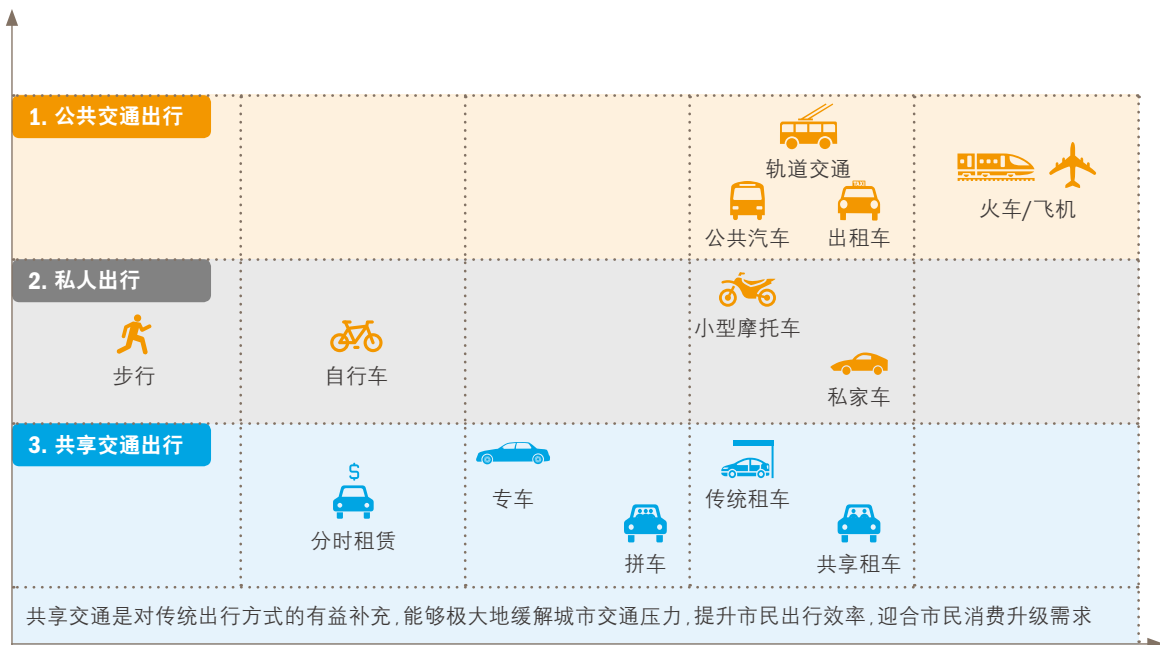 1. 公共交通出行
轨道交通
公共汽车
出租车
火车/飞机
2. 私人出行
步行
自行车
小型摩托车
私家车
3. 共享交通出行
$
分时租赁
专车
拼车
传统租车
共享租车
共享交通是对传统出行方式的有益补充,能够极大地缓解城市交通压力,提升市民出行效率,迎合市民消费升级需求